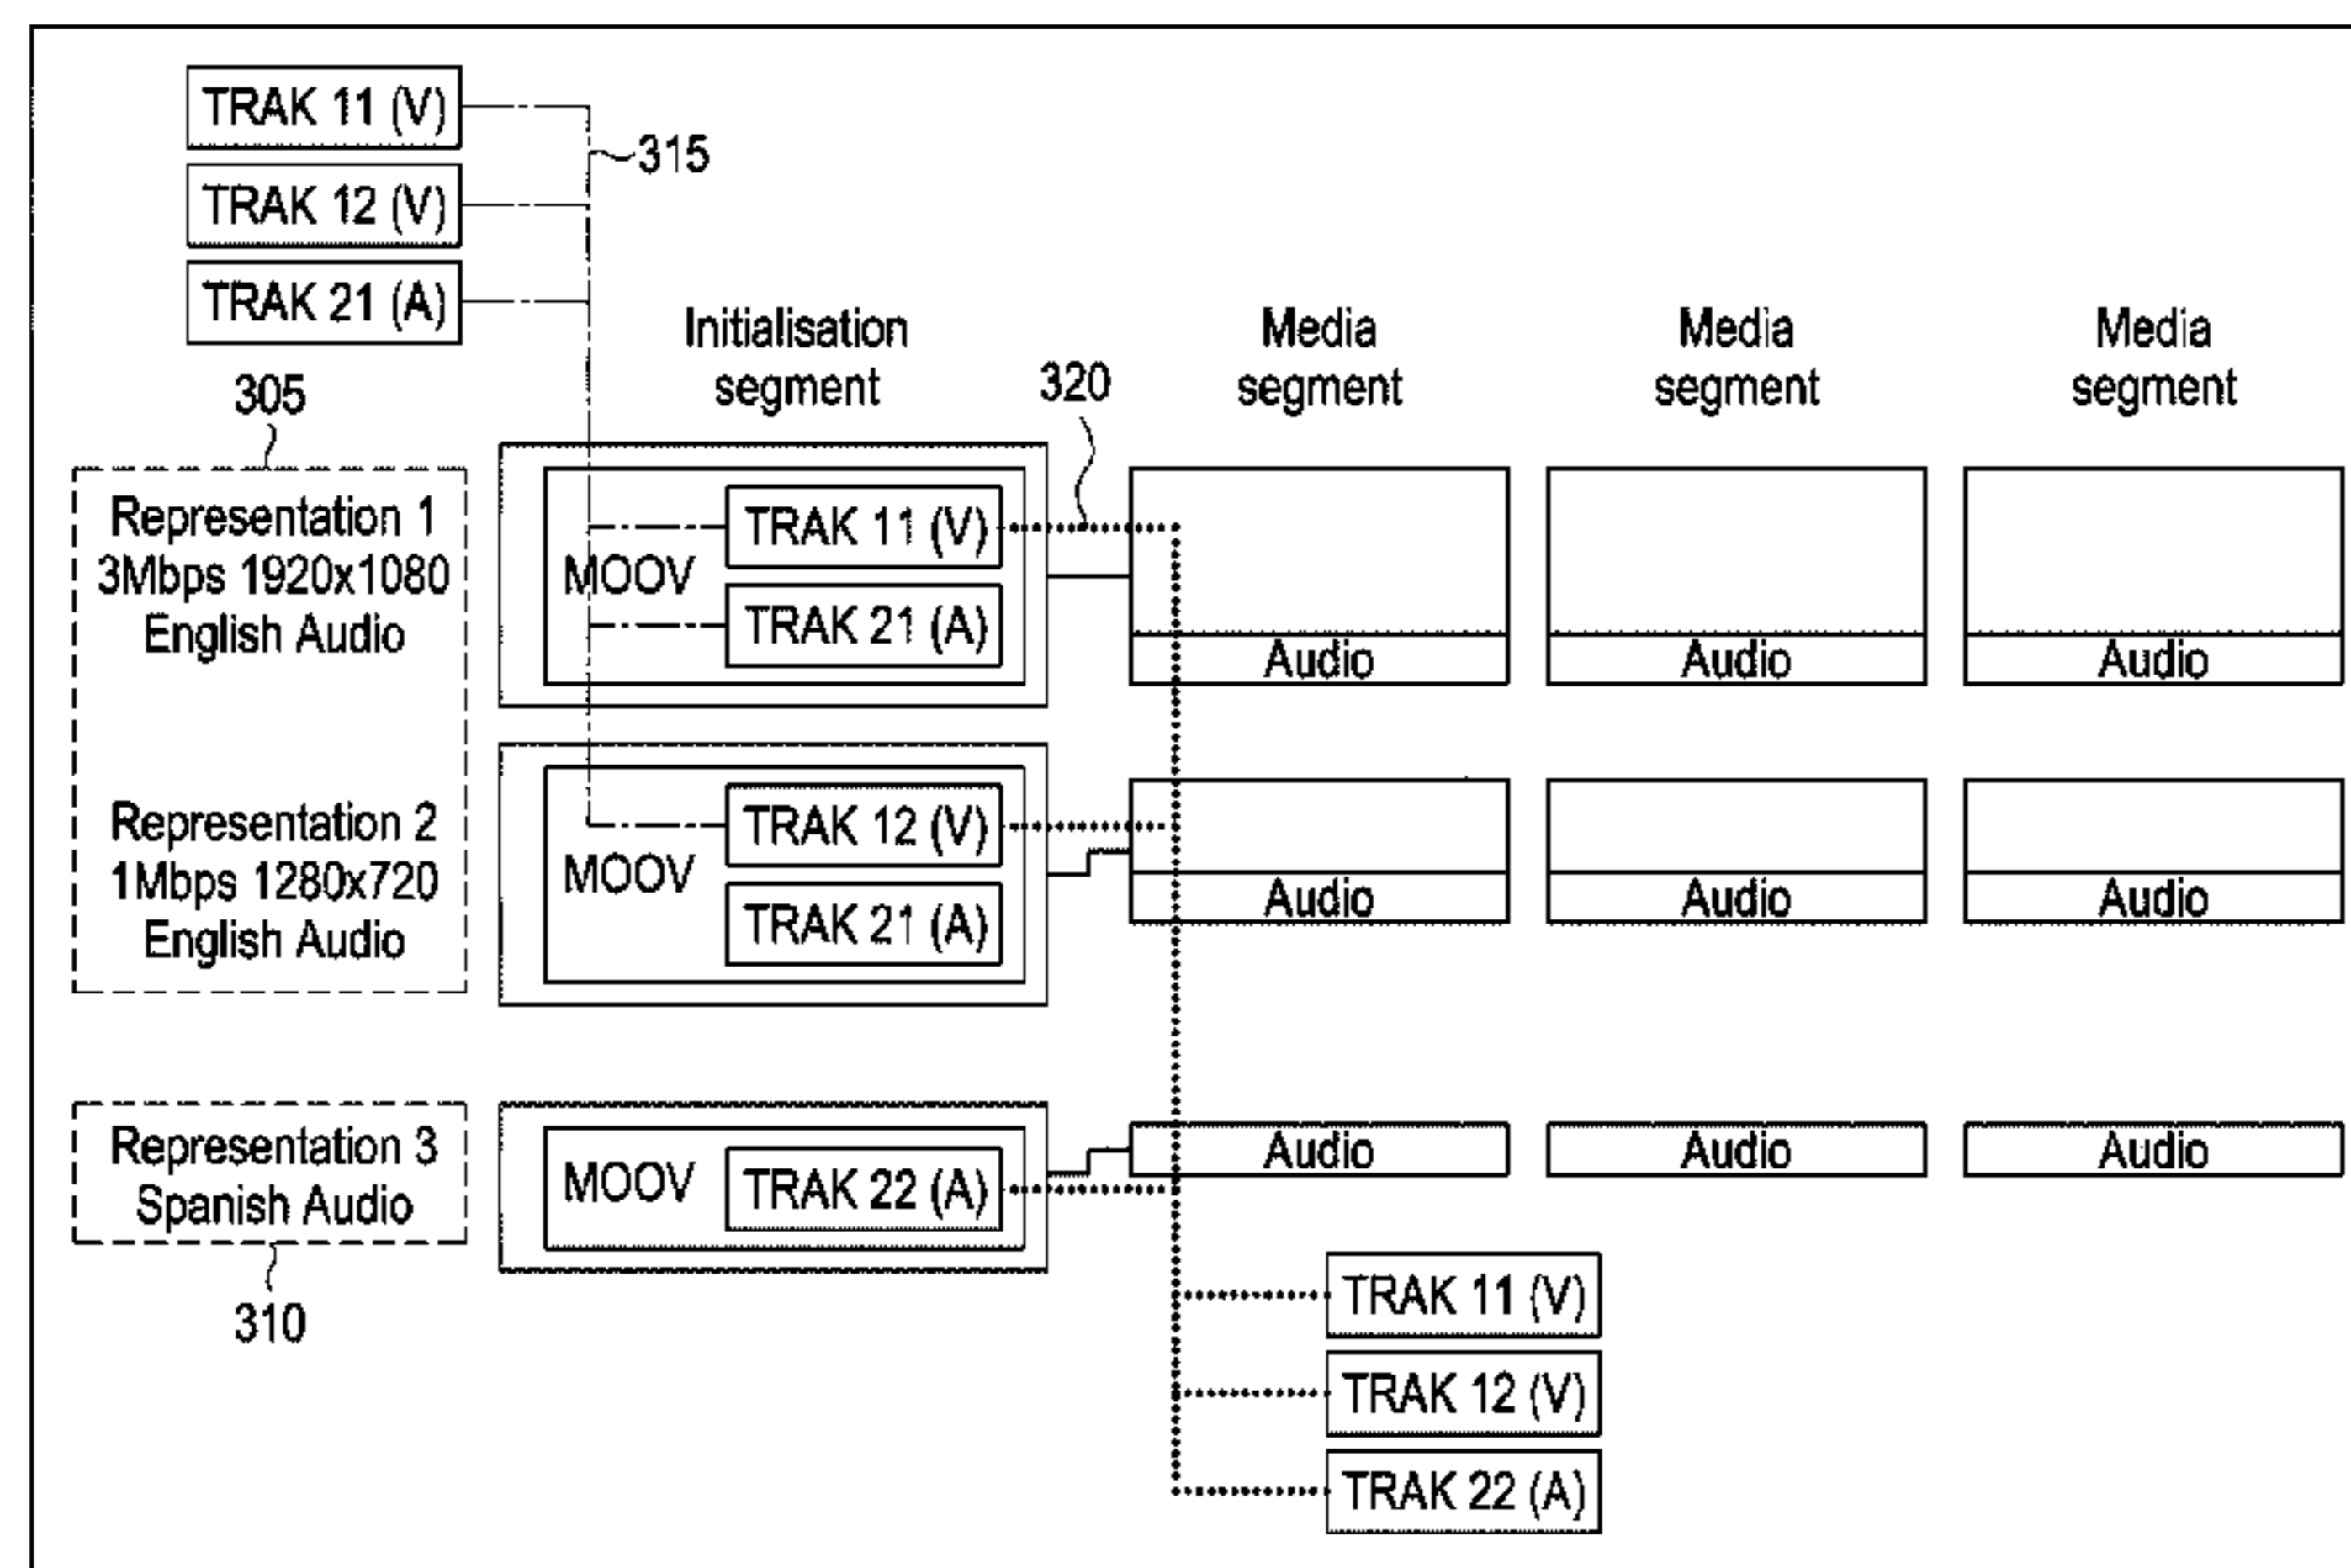 TRAK 11 (V)
315
TRAK 12 (V)
TRAK 21 (A)
Initialisation
segment
Media
segment
Media
segment
Media
segment
305
320
Representation 1
3Mbps 1920x1080
English Audio
MOOV
TRAK 11 (V)
TRAK 21 (A)
Audio
Audio
Audio
Representation 2
1Mbps 1280x720
English Audio
MOOV
TRAK 12 (V)
TRAK 21 (A)
Audio
Audio
Audio
Representation 3
Spanish Audio
MOOV
TRAK 22 (A)
Audio
Audio
Audio
310
TRAK 11 (V)
TRAK 12 (V)
TRAK 22 (A)